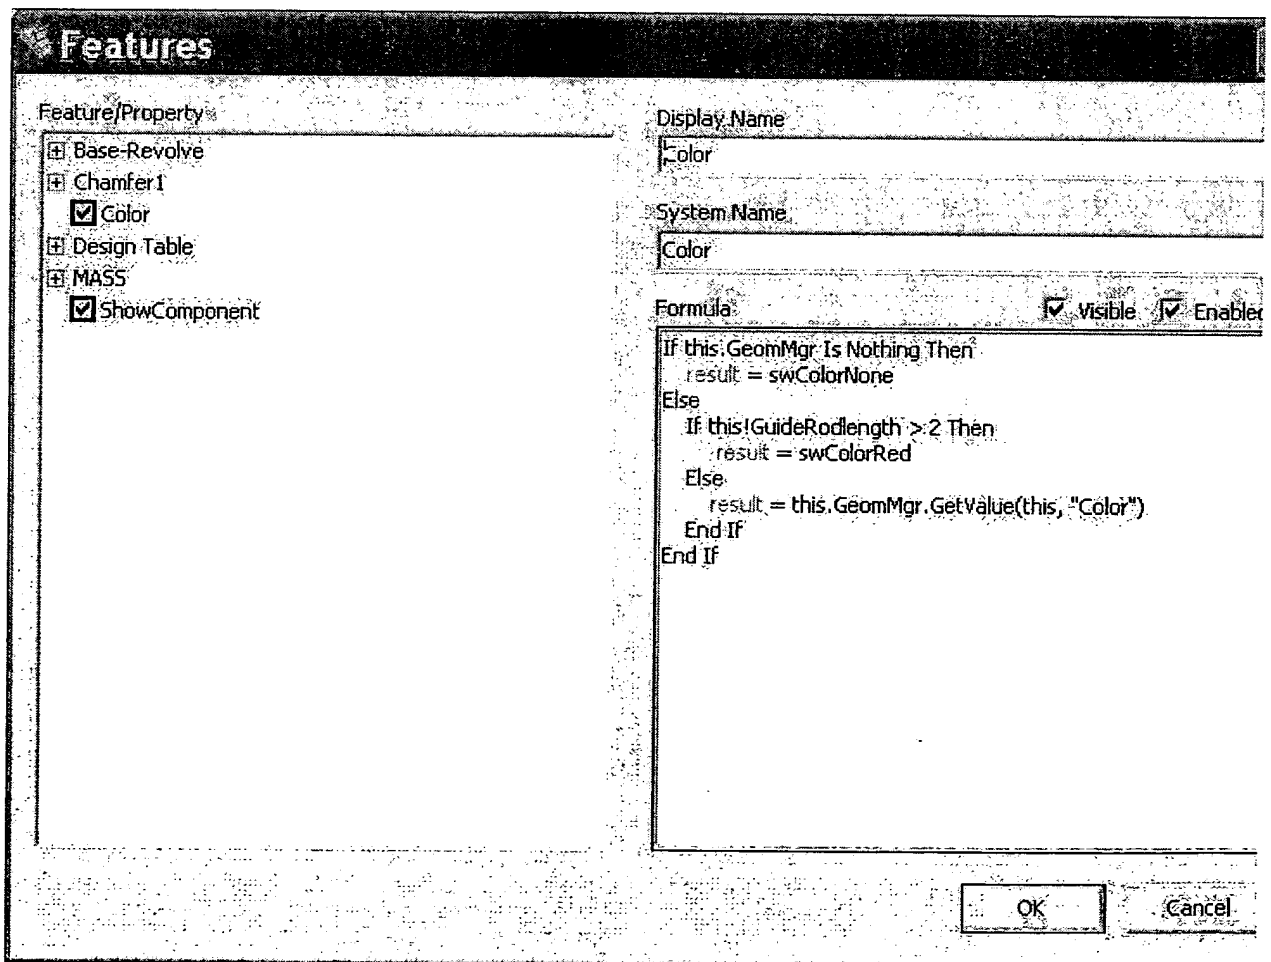 Features
Feature/Property
Base-Revolve
Chamfer1
Color
Design Table
MASS
ShowComponent
Display Name
Color
System Name
Color
Formula
Visible
Enabled
If this.GeomMgr Is Nothing Then
result = swColorNone
Else
If this!GuideRodlength > 2 Then
result = swColorRed
Else
result = this.GeomMgr.GetValue(this, "Color")
End If
End If
OK
Cancel